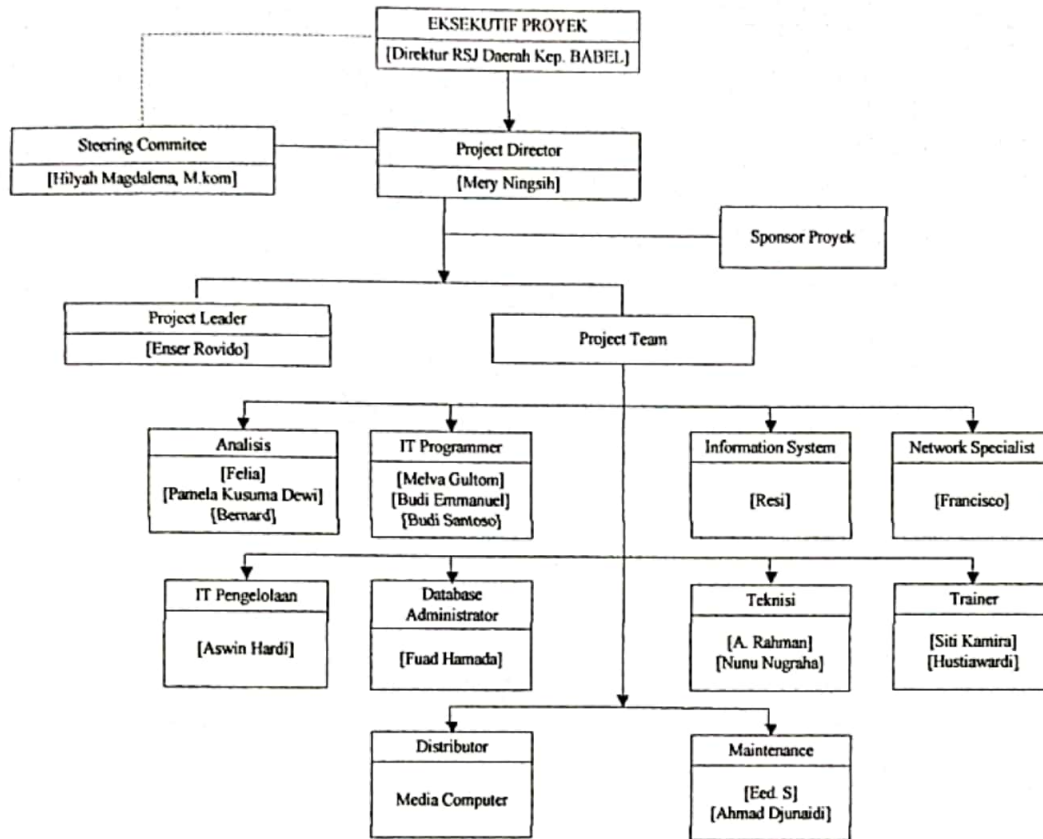 EKSEKUTIF PROYEK
[Direktur RSJ Daerah Kep. BABEL]
Steering Commitee
[Hilyah Magdalena, M.kom]
Project Director
[Mery Ningsih]
Sponsor Proyek
Project Leader
[Enser Rovido]
Project Team
Analisis
[Felia]
[Pamela Kusuma Dewi]
[Bernard]
IT Programmer
[Melva Gultom]
[Budi Emmanuel]
[Budi Santoso]
Information System
[Resi]
Network Specialist
[Francisco]
IT Pengelolaan
[Aswin Hardi]
Database
Administrator
[Fuad Hamada]
Teknisi
[A. Rahman]
[Nunu Nugraha]
Trainer
[Siti Kamira]
[Hustiawardi]
Distributor
Media Computer
Maintenance
[Eed. S]
[Ahmad Djunaidi]